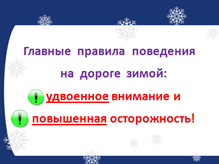 Главные правила поведения
на дороге зимой:
удвоенное внимание и
повышенная осторожность!